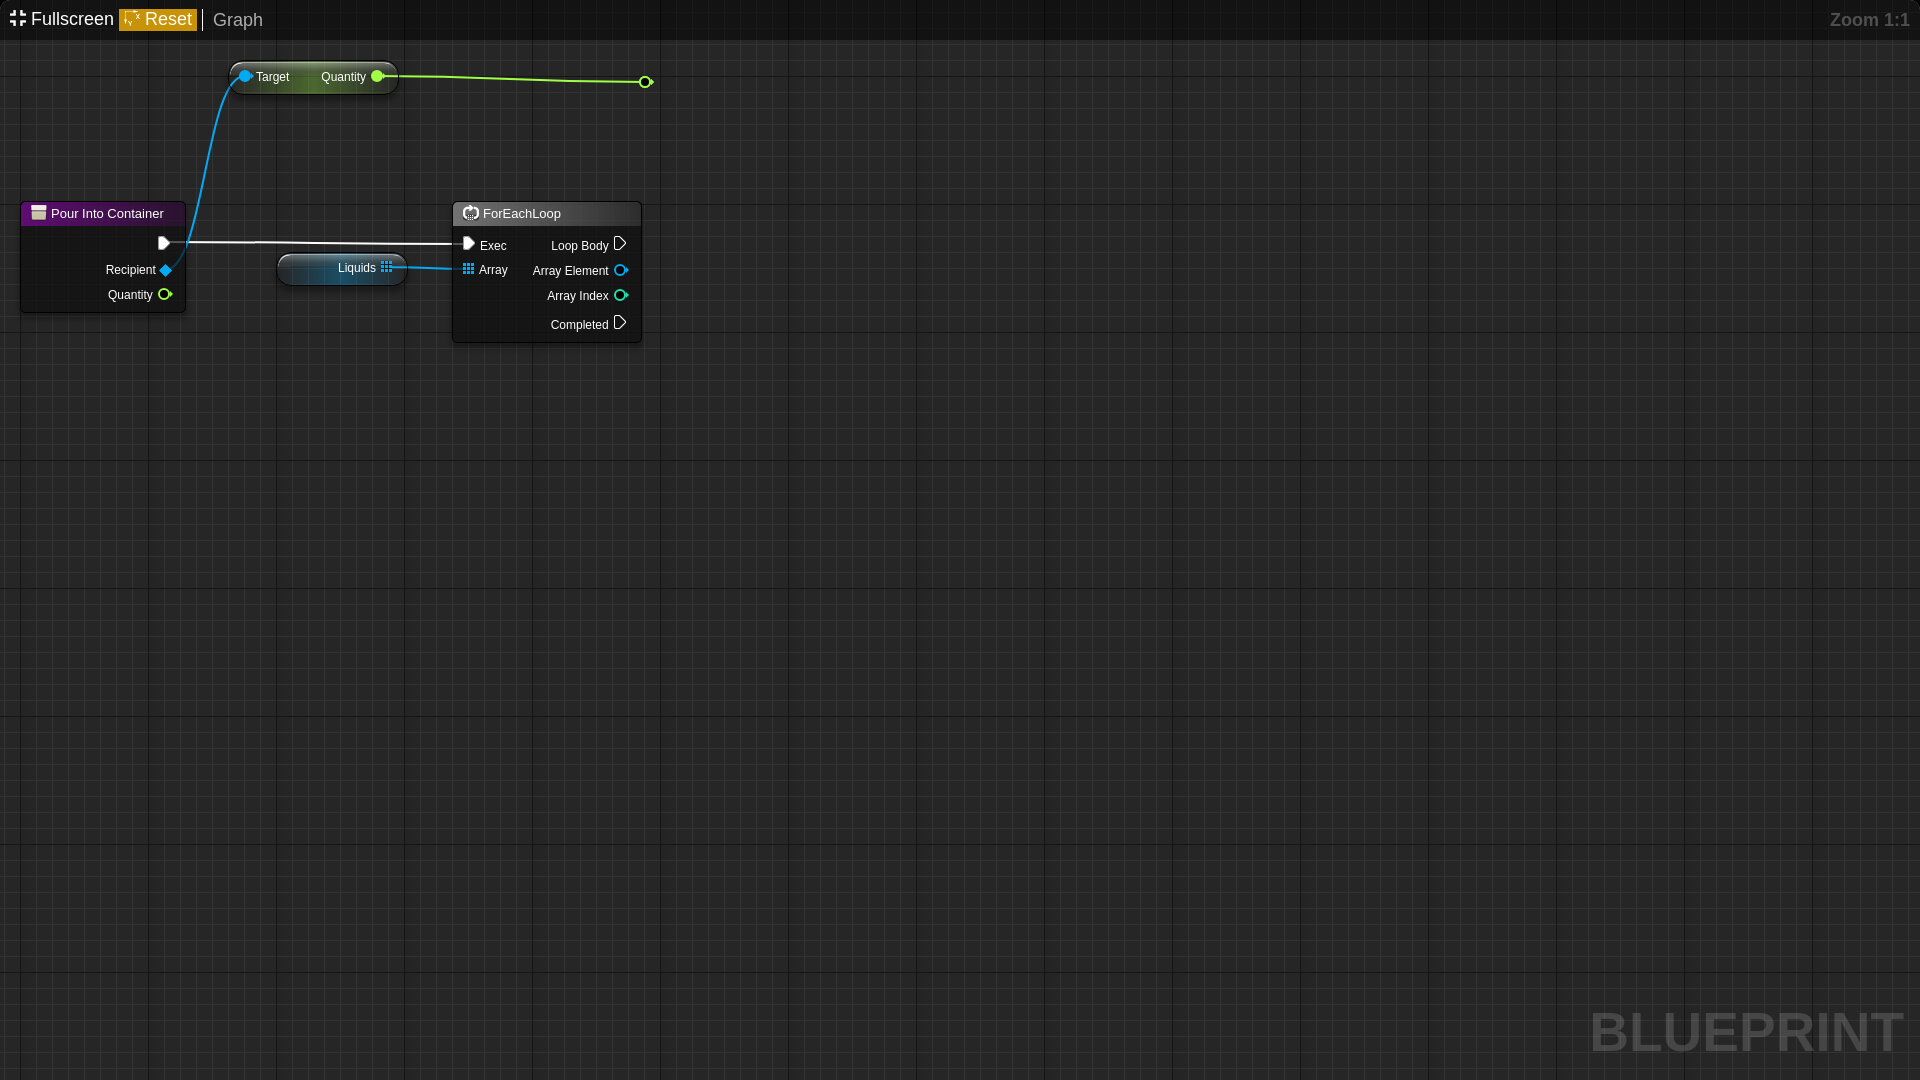 Fullscreen Reset Graph Zoom 1:1
Target Quantity
Pour Into Container
Recipient
Quantity
Liquids
ForEachLoop
Exec Loop Body
Array Array Element
Array Index
Completed
BLUEPRINT